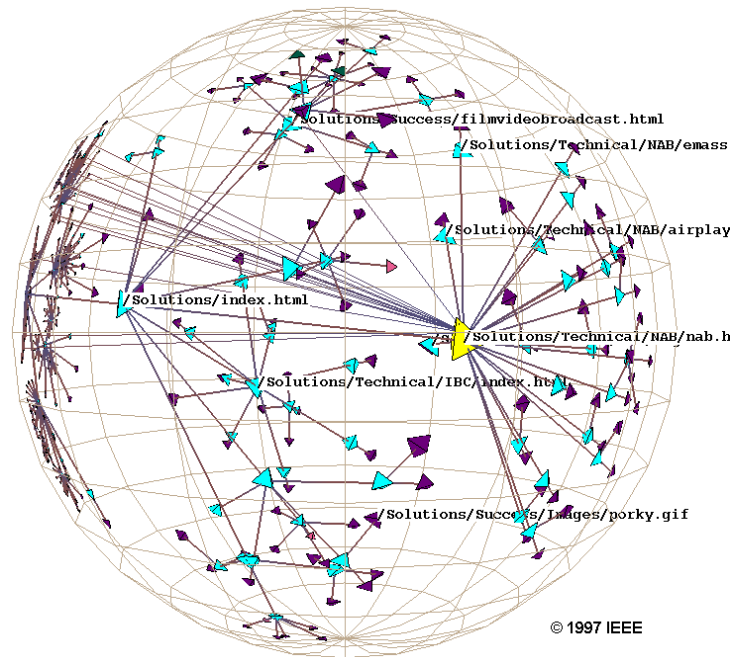 /Solutions/Success/filmvideobroadcast.html
/Solutions/Technical/NAB/emass
/Solutions/Technical/NAB/airplay
/Solutions/index.html
/Solutions/Technical/NAB/nab.h
/Solutions/Technical/IBC/index.html
/Solutions/Success/Images/porky.gif
© 1997 IEEE